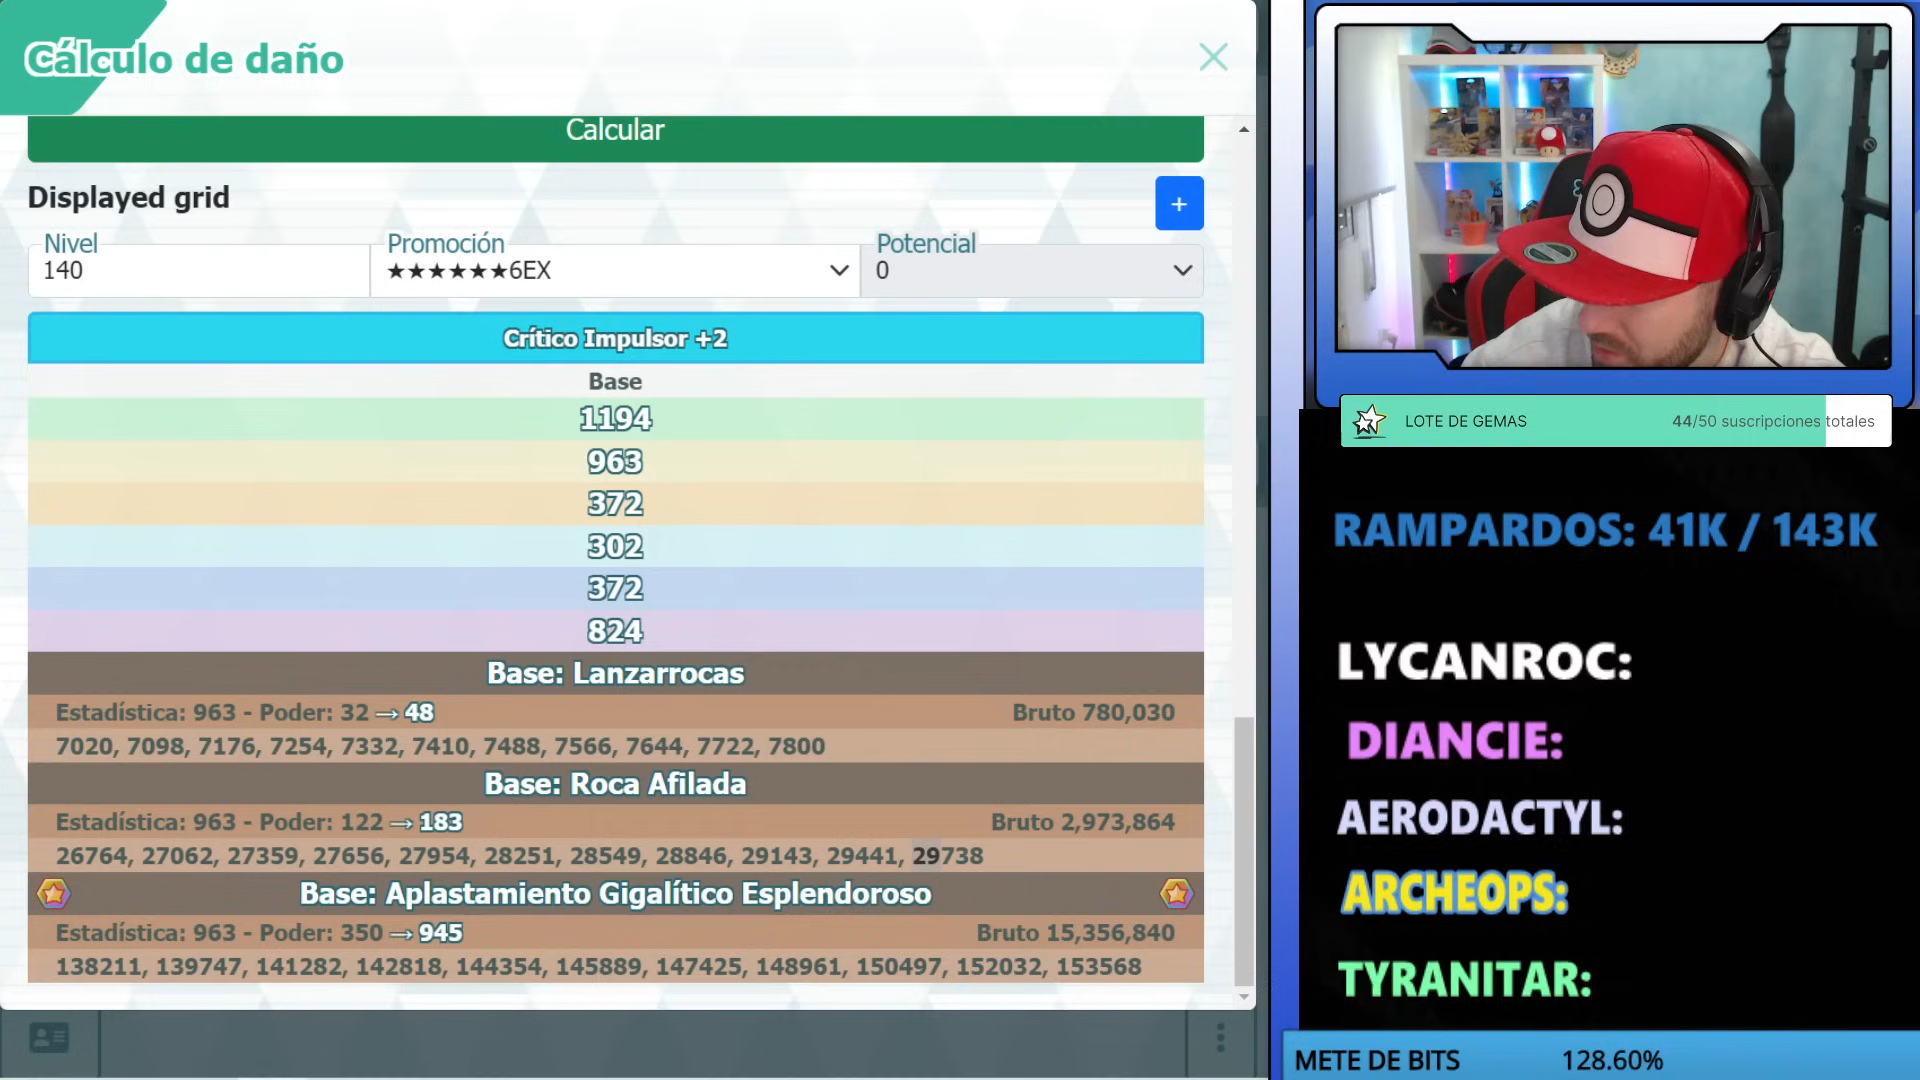 Cálculo de daño
Calcular
Displayed grid
+
Nivel
140
Promoción
★★★★★★6EX
Potencial
0
Crítico Impulsor +2
Base
1194
963
372
302
372
824
Base: Lanzarrocas
Estadística: 963 - Poder: 32 → 48
Bruto 780,030
7020, 7098, 7176, 7254, 7332, 7410, 7488, 7566, 7644, 7722, 7800
Base: Roca Afilada
Estadística: 963 - Poder: 122 → 183
Bruto 2,973,864
26764, 27062, 27359, 27656, 27954, 28251, 28549, 28846, 29143, 29441, 29738
Base: Aplastamiento Gigalítico Esplendoroso
Estadística: 963 - Poder: 350 → 945
Bruto 15,356,840
138211, 139747, 141282, 142818, 144354, 145889, 147425, 148961, 150497, 152032, 153568
LOTE DE GEMAS
44/50 suscripciones totales
RAMPARDOS: 41K / 143K
LYCANROC:
DIANCIE:
AERODACTYL:
ARCHEOPS:
TYRANITAR:
METE DE BITS
128.60%